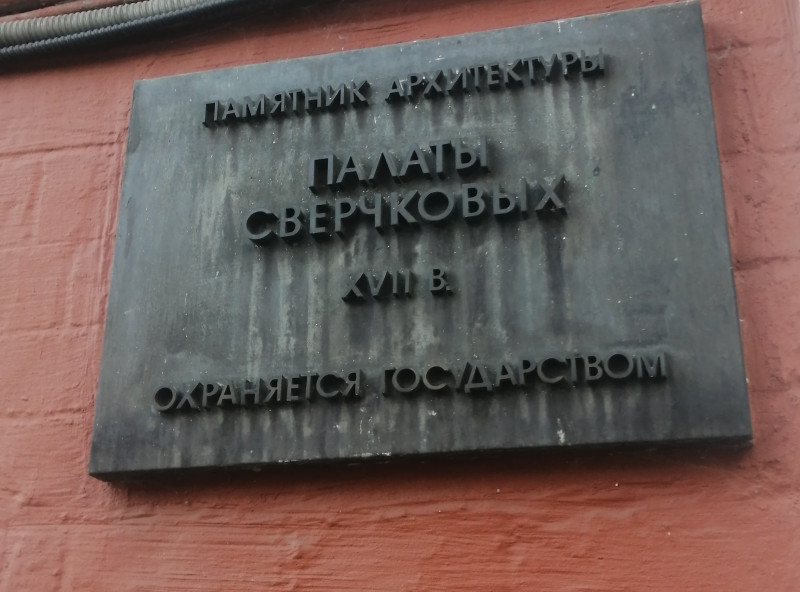 ПАМЯТНИК АРХИТЕКТУРЫ
ПАЛАТЫ
СВЕРЧКОВЫХ
XVII В.
ОХРАНЯЕТСЯ ГОСУДАРСТВОМ